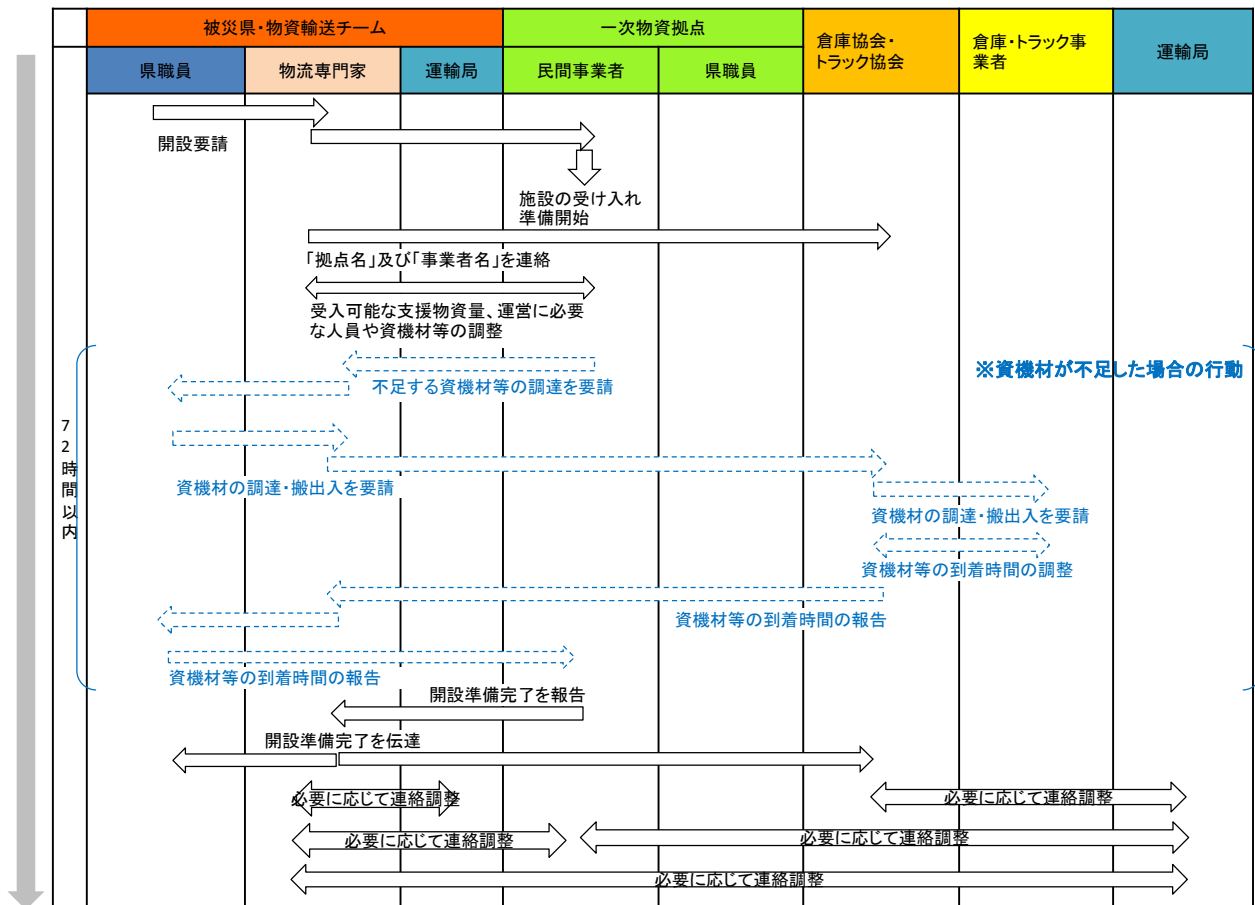 被災県・物資輸送チーム
一次物資拠点
倉庫協会・
トラック協会
倉庫・トラック事
業者
運輸局
県職員
物流専門家
運輸局
民間事業者
県職員
開設要請
施設の受け入れ
準備開始
「拠点名」及び「事業者名」を連絡
受入可能な支援物資量、運営に必要
な人員や資機材等の調整
72時間以内
※資機材が不足した場合の行動
不足する資機材等の調達を要請
資機材の調達・搬出入を要請
資機材の調達・搬出入を要請
資機材等の到着時間の調整
資機材等の到着時間の報告
資機材等の到着時間の報告
開設準備完了を報告
開設準備完了を伝達
必要に応じて連絡調整
必要に応じて連絡調整
必要に応じて連絡調整
必要に応じて連絡調整
必要に応じて連絡調整